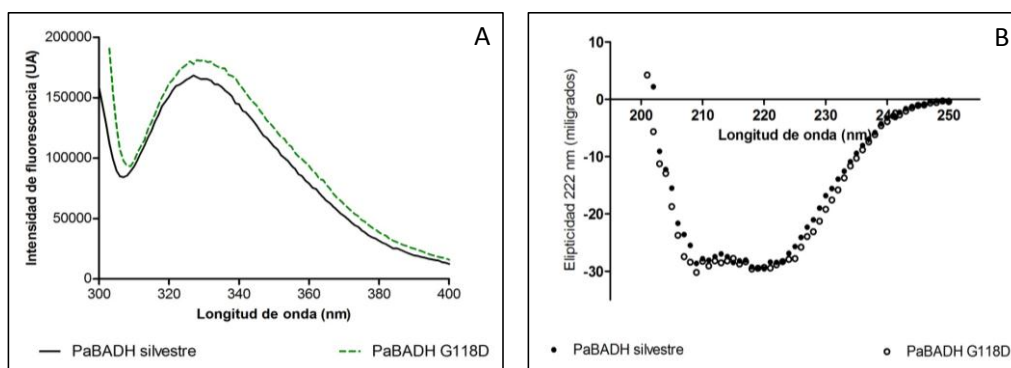 A
Intensidad de fluorescencia (UA)
200000
150000
100000
50000
0
300
320
340
360
380
400
Longitud de onda (nm)
PaBADH silvestre
PaBADH G118D
B
Elipticidad 222 nm (miligrados)
10
0
-10
-20
-30
200
210
220
230
240
250
Longitud de onda (nm)
PaBADH silvestre
PaBADH G118D